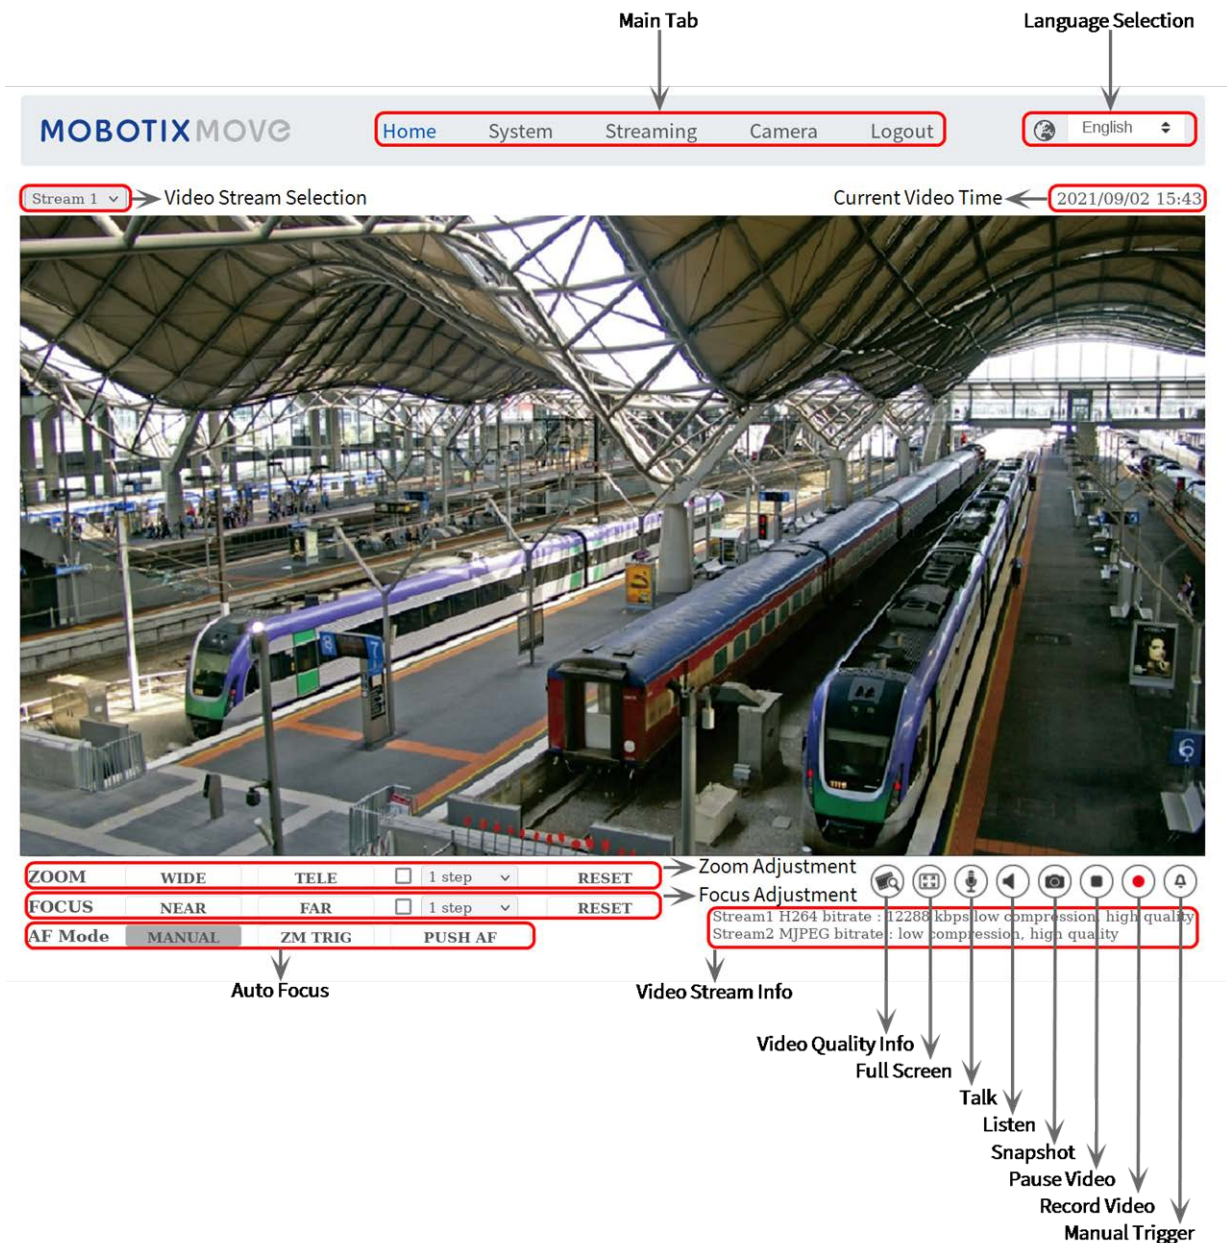 Main Tab
Language Selection
MOBOTIXMOVE
Home System Streaming Camera Logout
English
Stream 1
Video Stream Selection
Current Video Time
2021/09/02 15:43
8 7
6
1116
ZOOM WIDE TELE 1 step RESET
Zoom Adjustment
FOCUS NEAR FAR 1 step RESET
Focus Adjustment
AF Mode MANUAL ZM TRIG PUSH AF
Stream1 H264 bitrate : 12288 kbps low compression, high quality
Stream2 MJPEG bitrate : low compression, high quality
Auto Focus
Video Stream Info
Video Quality Info
Full Screen
Talk
Listen
Snapshot
Pause Video
Record Video
Manual Trigger